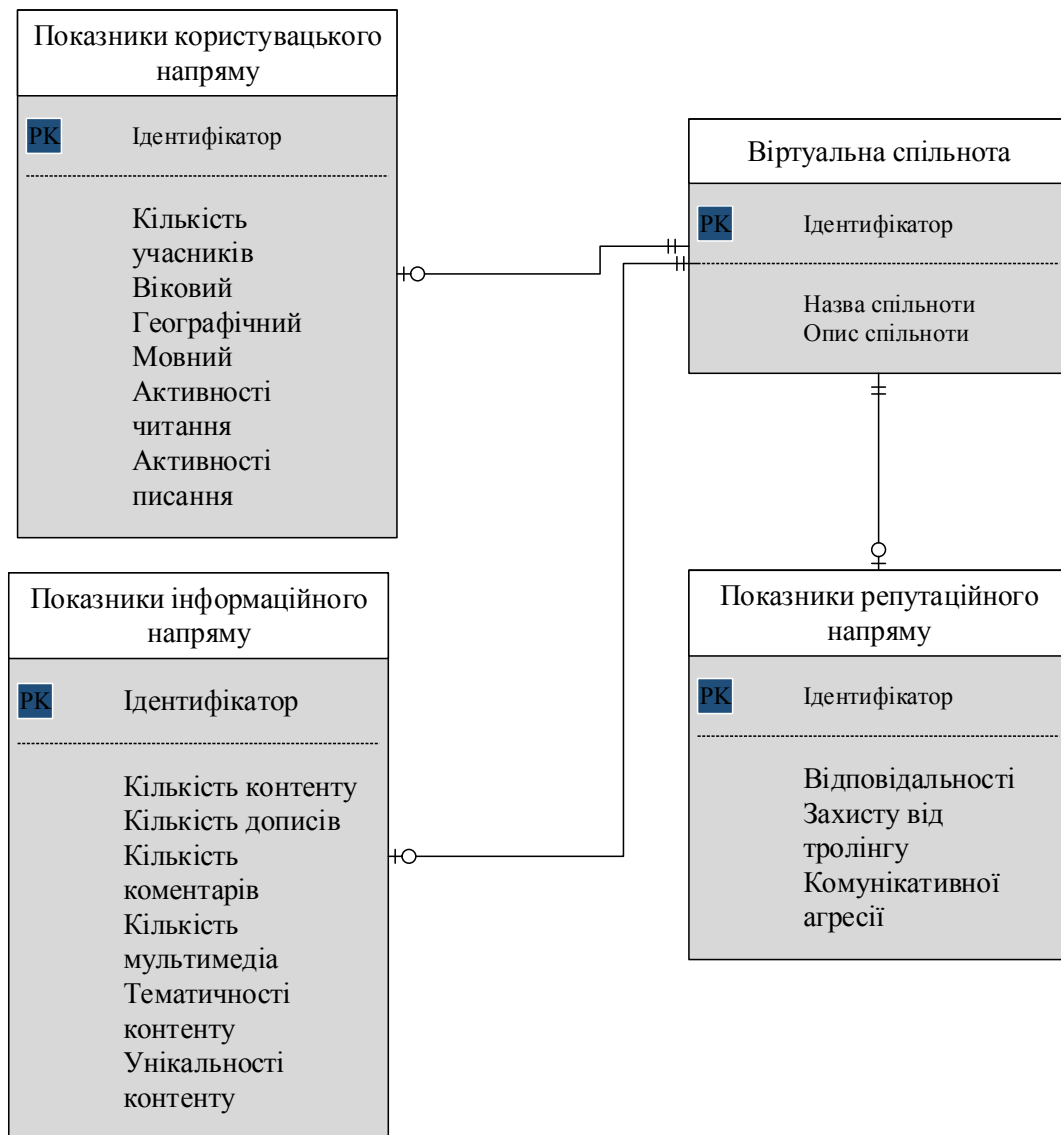 Показники користувацького
напряму
PK Ідентифікатор
Кількість
учасників
Віковий
Географічний
Мовний
Активності
читання
Активності
писання
Віртуальна спільнота
PK Ідентифікатор
Назва спільноти
Опис спільноти
Показники інформаційного
напряму
PK Ідентифікатор
Кількість контенту
Кількість дописів
Кількість
коментарів
Кількість
мультимедіа
Тематичності
контенту
Унікальності
контенту
Показники репутаційного
напряму
PK Ідентифікатор
Відповідальності
Захисту від
тролінгу
Комунікативної
агресії